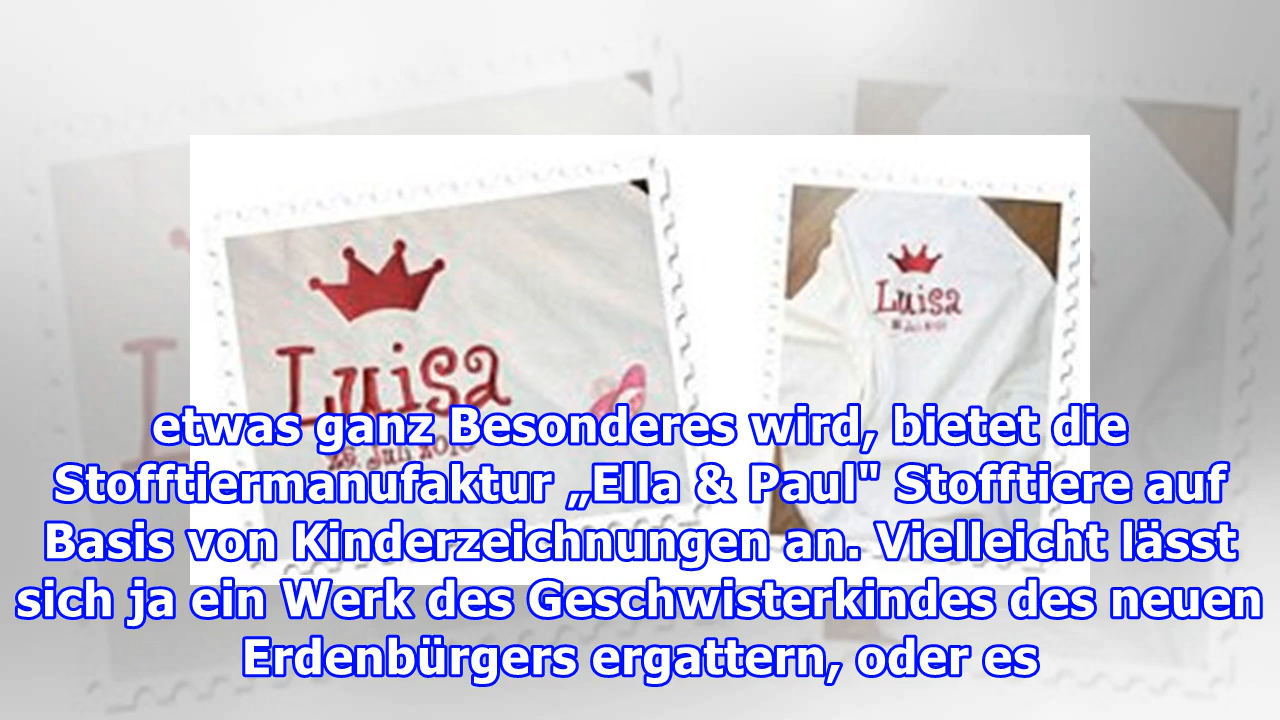 Luisa
Luisa
etwas ganz Besonderes wird, bietet die
Stofftiermanufaktur „Ella & Paul" Stofftiere auf
Basis von Kinderzeichnungen an. Vielleicht lässt
sich ja ein Werk des Geschwisterkindes des neuen
Erdenbürgers ergattern, oder es